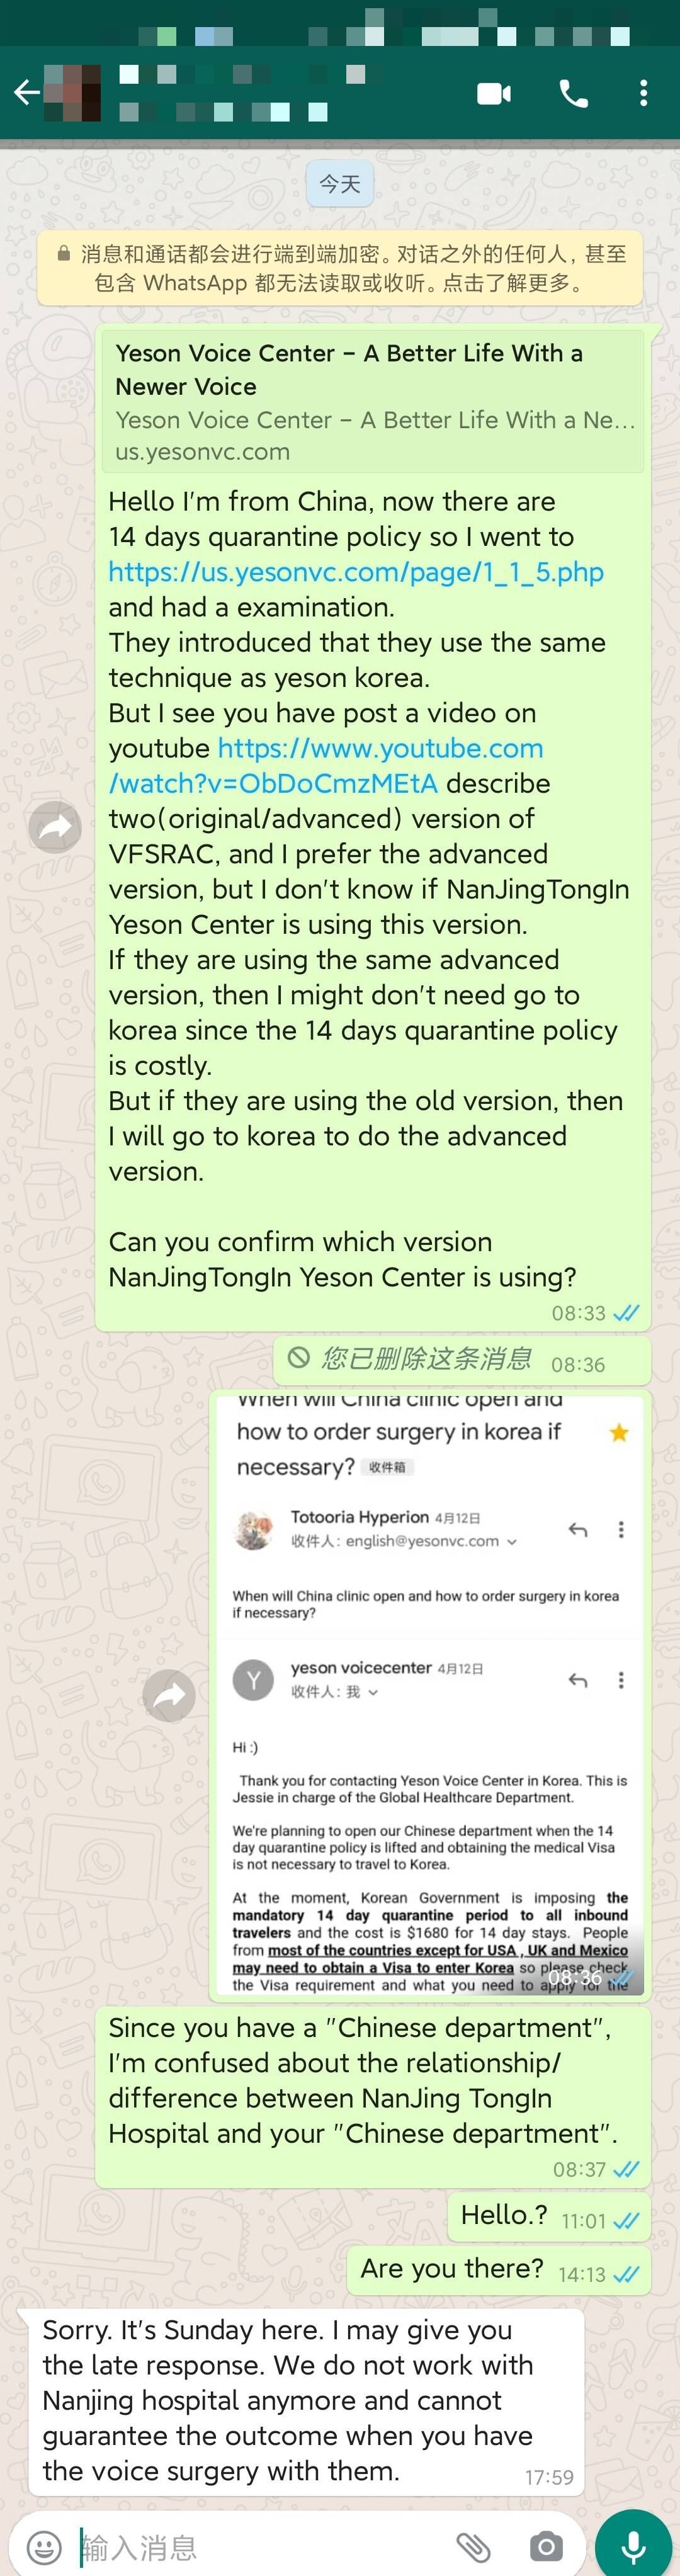 今天
消息和通话都会进行端到端加密。对话之外的任何人，甚至
包含 WhatsApp 都无法读取或收听。点击了解更多。
Yeson Voice Center – A Better Life With a
Newer Voice
Yeson Voice Center – A Better Life With a Ne...
us.yesonvc.com
Hello I'm from China, now there are
14 days quarantine policy so I went to
https://us.yesonvc.com/page/1_1_5.php
and had a examination.
They introduced that they use the same
technique as yeson korea.
But I see you have post a video on
youtube https://www.youtube.com
/watch?v=ObDoCmzMEtA describe
two(original/advanced) version of
VFSRAC, and I prefer the advanced
version, but I don't know if NanJingTongIn
Yeson Center is using this version.
If they are using the same advanced
version, then I might don't need go to
korea since the 14 days quarantine policy
is costly.
But if they are using the old version, then
I will go to korea to do the advanced
version.
Can you confirm which version
NanJingTongIn Yeson Center is using?
08:33
您已删除这条消息 08:36
When will China clinic open and
how to order surgery in korea if
necessary? 收件箱
Totooria Hyperion 4月12日
收件人: english@yesonvc.com
When will China clinic open and how to order surgery in korea
if necessary?
Y
yeson voicecenter 4月12日
收件人: 我
Hi :)
Thank you for contacting Yeson Voice Center in Korea. This is
Jessie in charge of the Global Healthcare Department.
We're planning to open our Chinese department when the 14
day quarantine policy is lifted and obtaining the medical Visa
is not necessary to travel to Korea.
At the moment, Korean Government is imposing the
mandatory 14 day quarantine period to all inbound
travelers and the cost is $1680 for 14 day stays. People
from most of the countries except for USA , UK and Mexico
may need to obtain a Visa to enter Korea so please check
the Visa requirement and what you need to apply for the
08:36
Since you have a "Chinese department",
I'm confused about the relationship/
difference between NanJing TongIn
Hospital and your "Chinese department".
08:37
Hello.? 11:01
Are you there? 14:13
Sorry. It's Sunday here. I may give you
the late response. We do not work with
Nanjing hospital anymore and cannot
guarantee the outcome when you have
the voice surgery with them.
17:59
输入消息